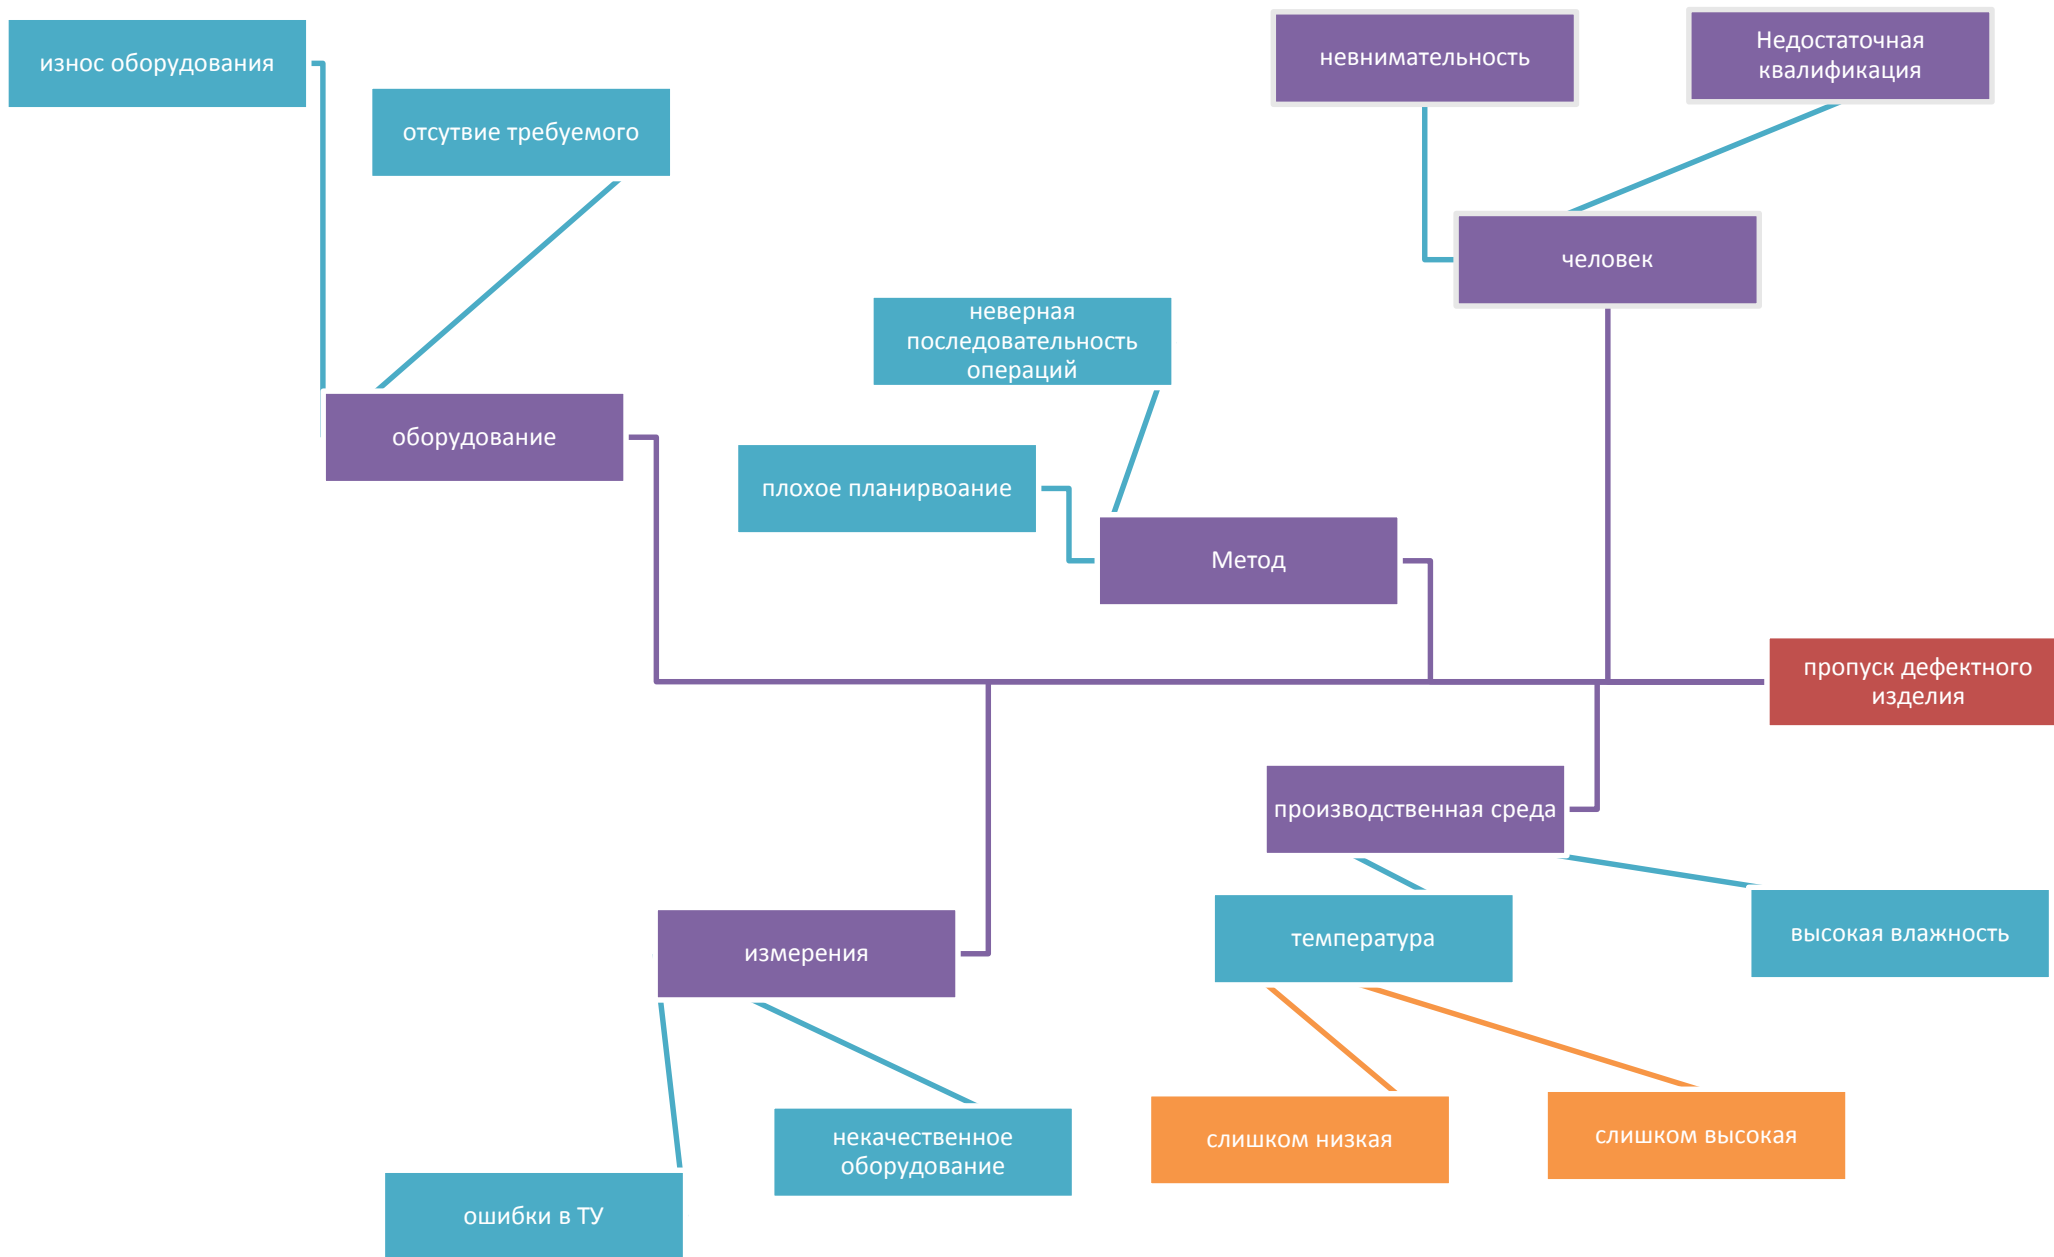 износ оборудования
невнимательность
Недостаточная
квалификация
отсутвие требуемого
человек
неверная
последовательность
операций
оборудование
плохое планирвоание
Метод
пропуск дефектного
изделия
производственная среда
температура
высокая влажность
измерения
некачественное
оборудование
слишком низкая
слишком высокая
ошибки в ТУ